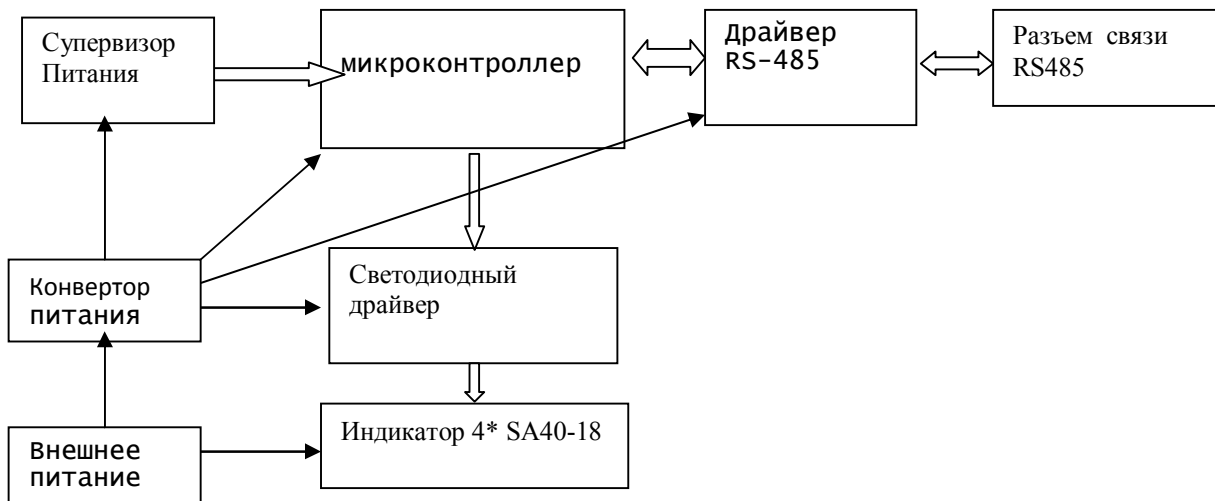 Супервизор
Питания
микроконтроллер
Драйвер
RS-485
Разъем связи
RS485
Конвертор
питания
Светодиодный
драйвер
Внешнее
питание
Индикатор 4* SA40-18